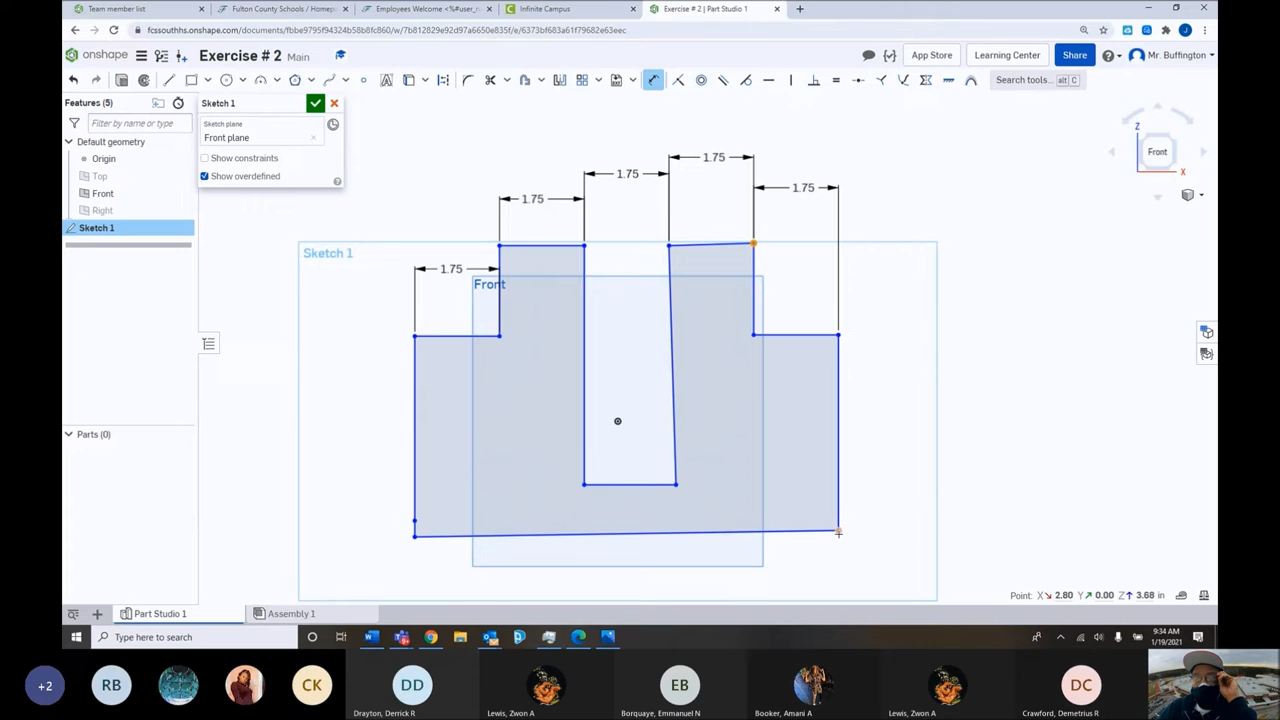 Team member list
Fulton County Schools / Homep
Employees Welcome <%#user_n
Infinite Campus
Exercise # 2 | Part Studio 1
fcssouthhs.onshape.com/documents/fbbe9795f94324b58b8fc860/w/7b812829e92d97a6650e835f/e/6373bf683a61f79682e63eec
onshape
Exercise # 2 Main
App Store
Learning Center
Share
Mr. Buffington
Search tools...
alt C
Features (5)
Filter by name or type
Default geometry
Origin
Top
Front
Right
Sketch 1
Sketch 1
Sketch plane
Front plane
Show constraints
Show overdefined
1.75
1.75
1.75
1.75
1.75
Sketch 1
Front
Z
Front
X
Parts (0)
Point: X 2.80 Y 0.00 Z 3.68 in
Part Studio 1
Assembly 1
Type here to search
9:34 AM
1/19/2021
+2
RB
CK
DD
EB
DC
Drayton, Derrick R
Lewis, Zwon A
Borquaye, Emmanuel N
Booker, Amani A
Lewis, Zwon A
Crawford, Demetrius R